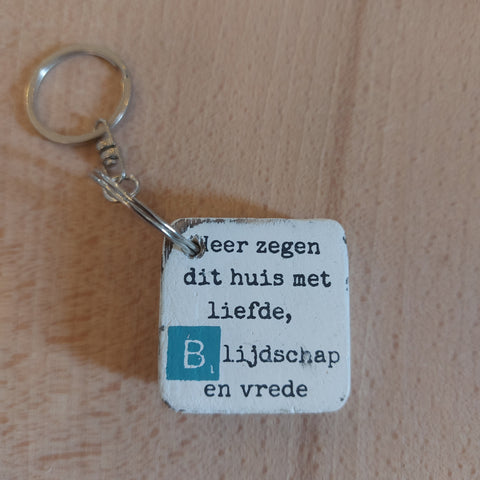 Heer zegen
dit huis met
liefde,
Blijdschap
en vrede